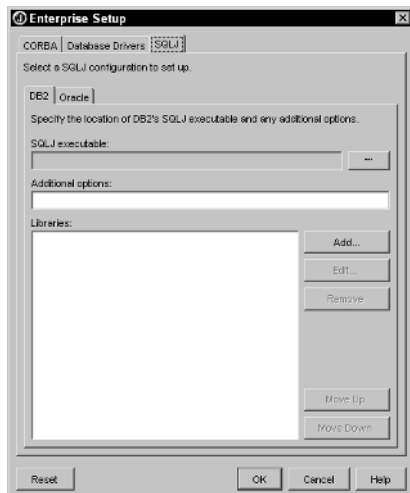 Enterprise Setup
CORBA Database Drivers SQLJ
Select a SQLJ configuration to set up.
DB2 Oracle
Specify the location of DB2's SQLJ executable and any additional options.
SQLJ executable:
...
Additional options:
Libraries:
Add...
Edit...
Remove
Move Up
Move Down
Reset OK Cancel Help